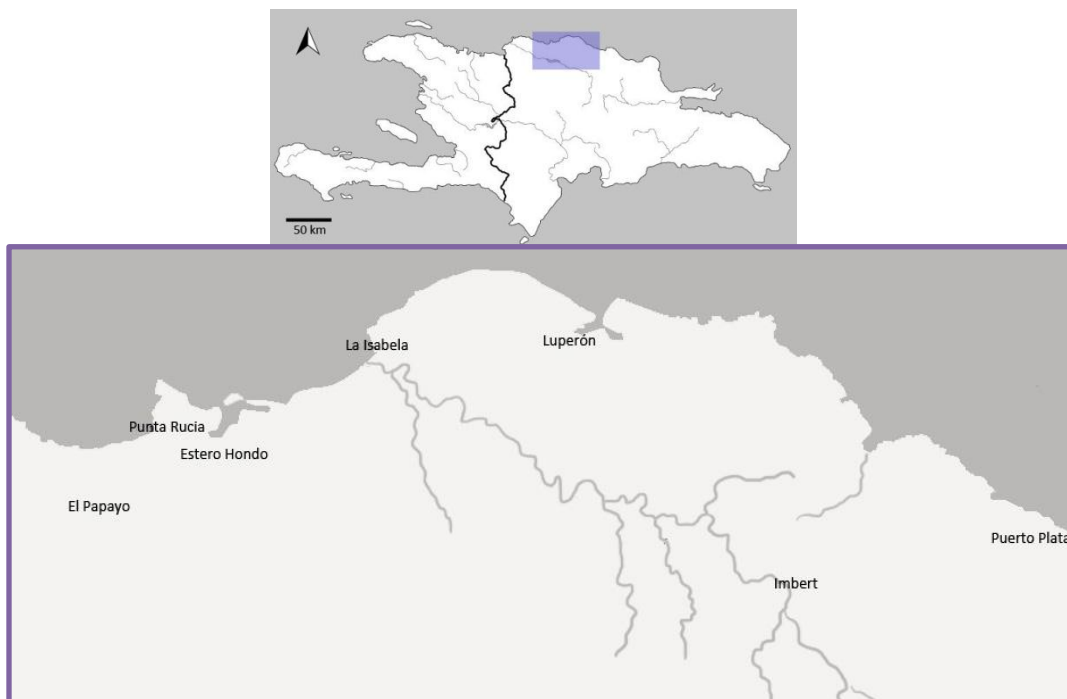 50 km
La Isabela
Luperón
Punta Rucia
Estero Hondo
El Papayo
Puerto Plata
Imbert